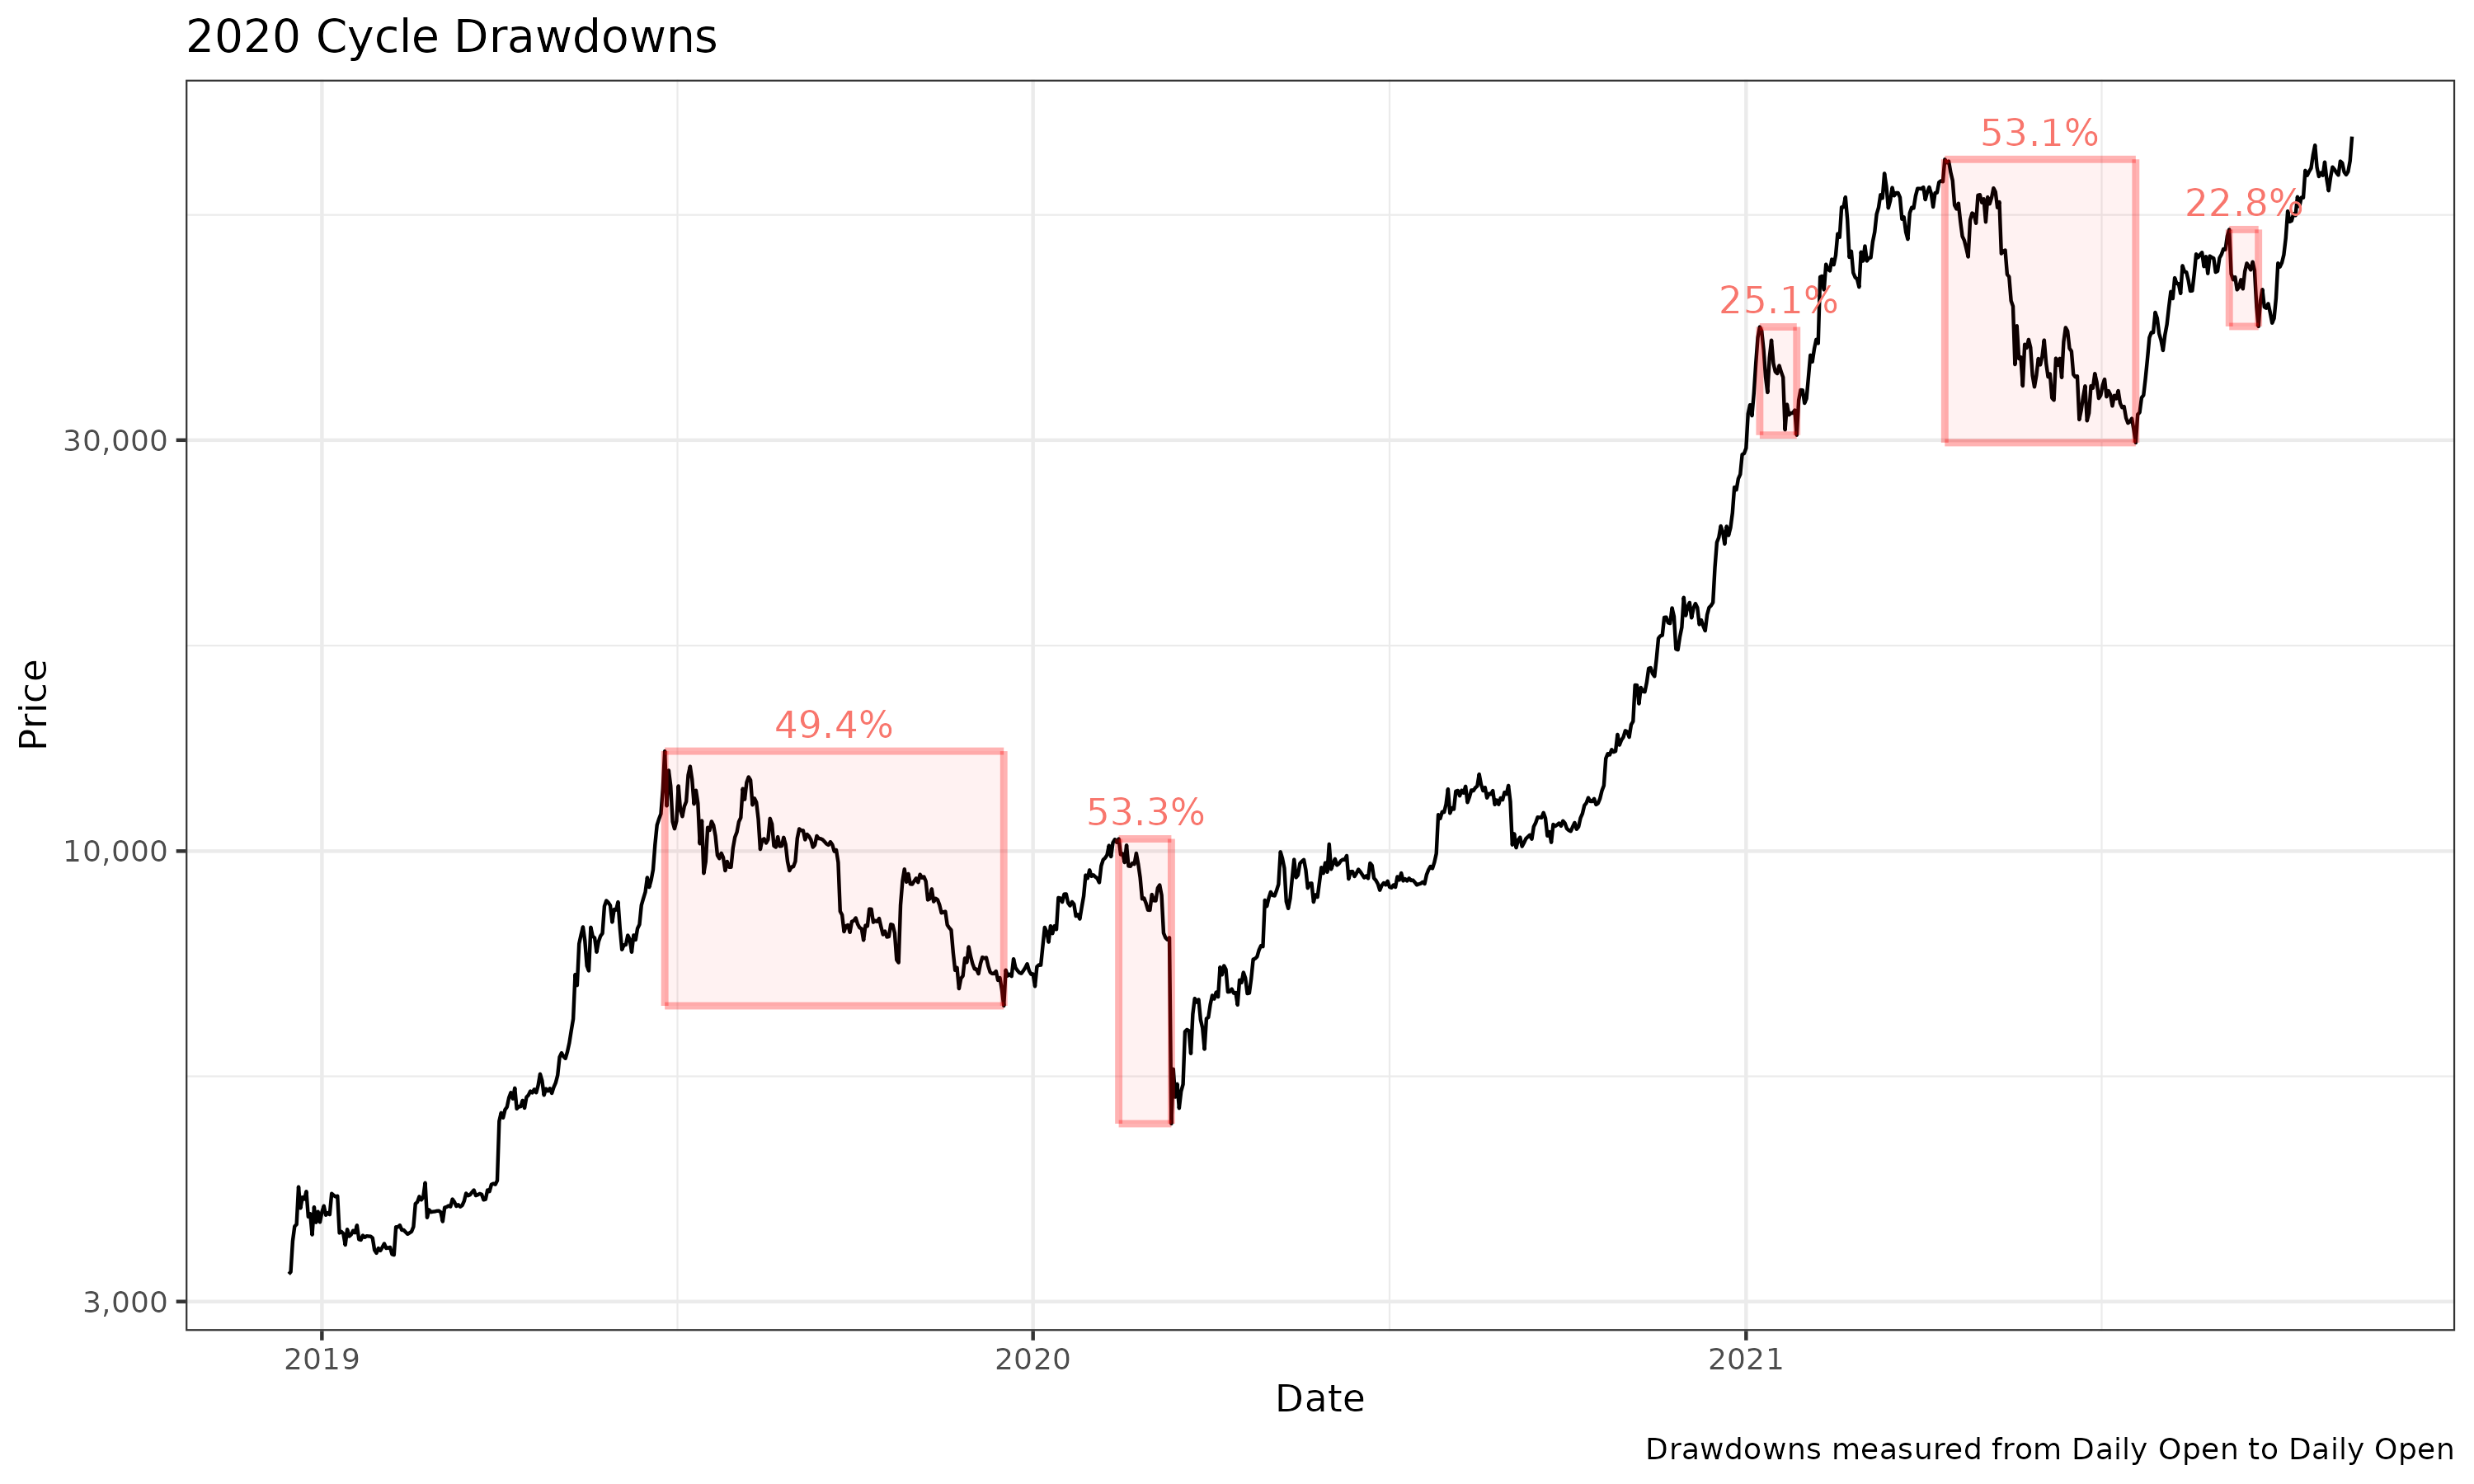 2020 Cycle Drawdowns
53.1%
22.8%
25.1%
30,000
Price
49.4%
53.3%
10,000
3,000
2019
2020
2021
Date
Drawdowns measured from Daily Open to Daily Open